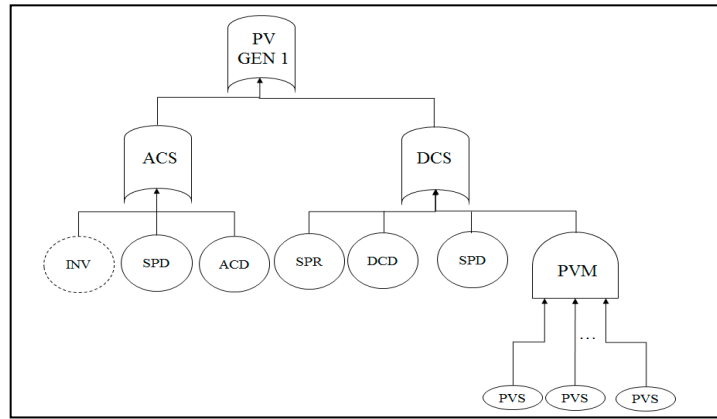 PV
GEN 1
ACS
DCS
INV
SPD
ACD
SPR
DCD
SPD
PVM
...
PVS
PVS
PVS